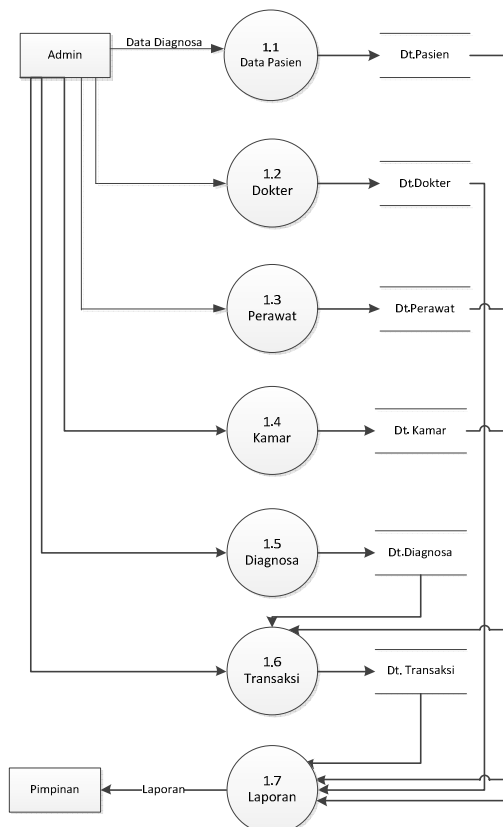 Admin
Data Diagnosa
1.1
Data Pasien
Dt.Pasien
1.2
Dokter
Dt.Dokter
1.3
Perawat
Dt.Perawat
1.4
Kamar
Dt. Kamar
1.5
Diagnosa
Dt.Diagnosa
1.6
Transaksi
Dt. Transaksi
Pimpinan
Laporan
1.7
Laporan